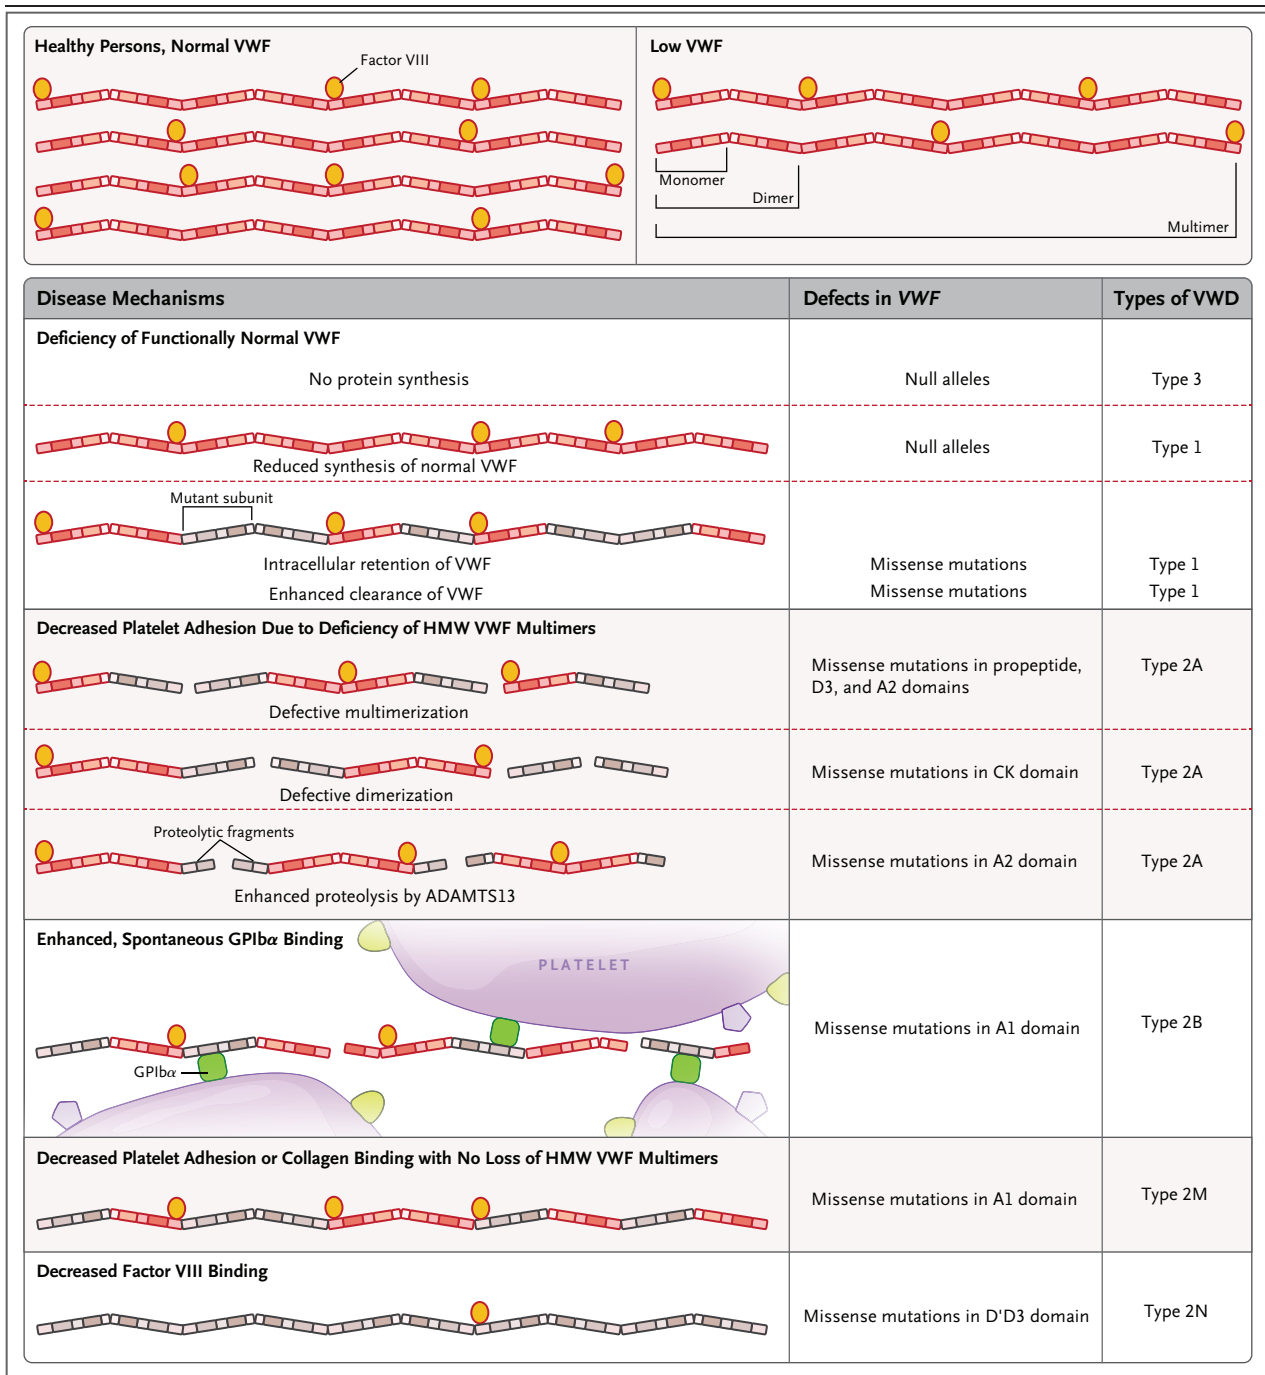 Healthy Persons, Normal VWF
Factor VIII
Low VWF
Monomer
Dimer
Multimer
Disease Mechanisms
Defects in VWF
Types of VWD
Deficiency of Functionally Normal VWF
No protein synthesis
Null alleles
Type 3
Reduced synthesis of normal VWF
Null alleles
Type 1
Mutant subunit
Intracellular retention of VWF
Missense mutations
Type 1
Enhanced clearance of VWF
Missense mutations
Type 1
Decreased Platelet Adhesion Due to Deficiency of HMW VWF Multimers
Defective multimerization
Missense mutations in propeptide,
D3, and A2 domains
Type 2A
Defective dimerization
Missense mutations in CK domain
Type 2A
Proteolytic fragments
Enhanced proteolysis by ADAMTS13
Missense mutations in A2 domain
Type 2A
Enhanced, Spontaneous GPIbα Binding
PLATELET
GPIbα
Missense mutations in A1 domain
Type 2B
Decreased Platelet Adhesion or Collagen Binding with No Loss of HMW VWF Multimers
Missense mutations in A1 domain
Type 2M
Decreased Factor VIII Binding
Missense mutations in D'D3 domain
Type 2N